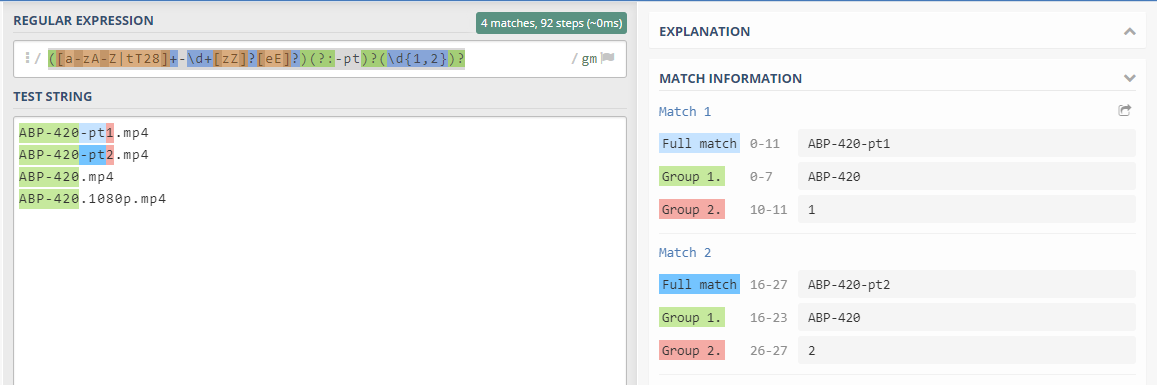 REGULAR EXPRESSION
4 matches, 92 steps (~0ms)
/ ([a-zA-Z|tT28]+-\d+[zZ]?[eE]?)(?:-pt)?(\d{1,2})? / gm
TEST STRING
ABP-420-pt1.mp4
ABP-420-pt2.mp4
ABP-420.mp4
ABP-420.1080p.mp4
EXPLANATION
MATCH INFORMATION
Match 1
Full match 0-11 ABP-420-pt1
Group 1. 0-7 ABP-420
Group 2. 10-11 1
Match 2
Full match 16-27 ABP-420-pt2
Group 1. 16-23 ABP-420
Group 2. 26-27 2